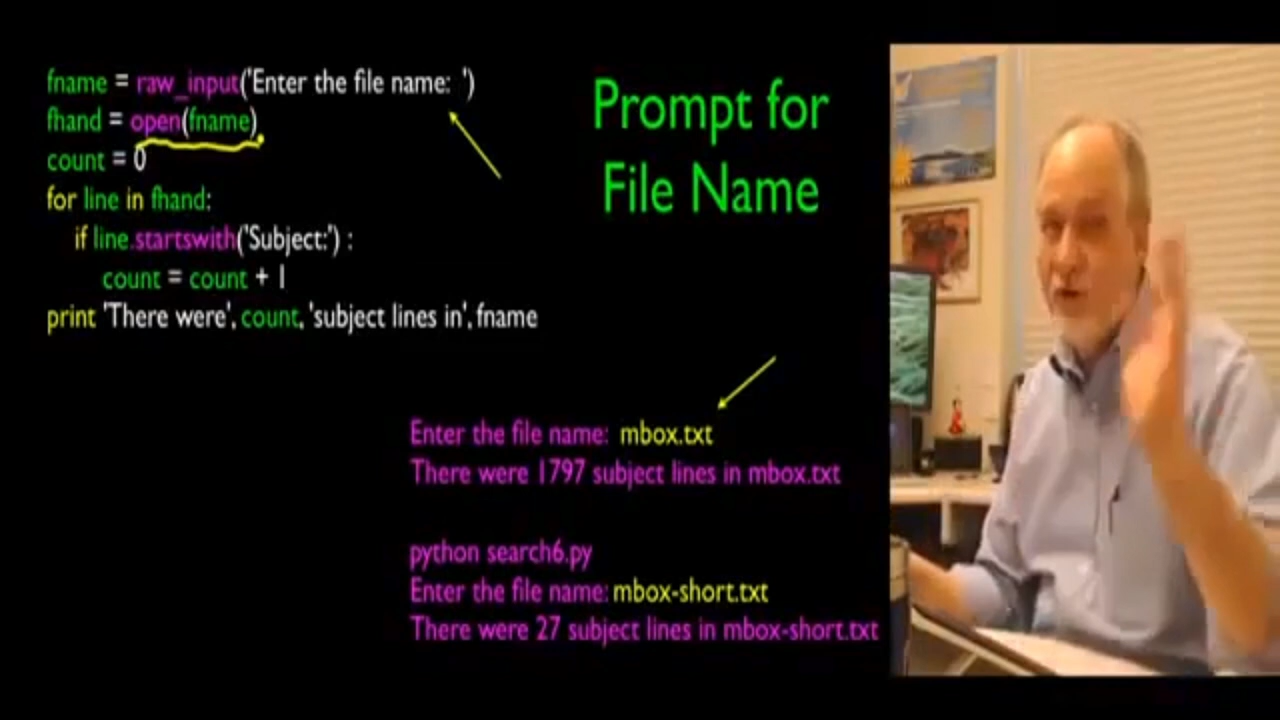 fname = raw_input('Enter the file name:  ')
fhand = open(fname)
count = 0
for line in fhand:
    if line.startswith('Subject:') :
        count = count + 1
print 'There were', count, 'subject lines in', fname
Prompt for
File Name
Enter the file name:  mbox.txt
There were 1797 subject lines in mbox.txt
python search6.py
Enter the file name: mbox-short.txt
There were 27 subject lines in mbox-short.txt